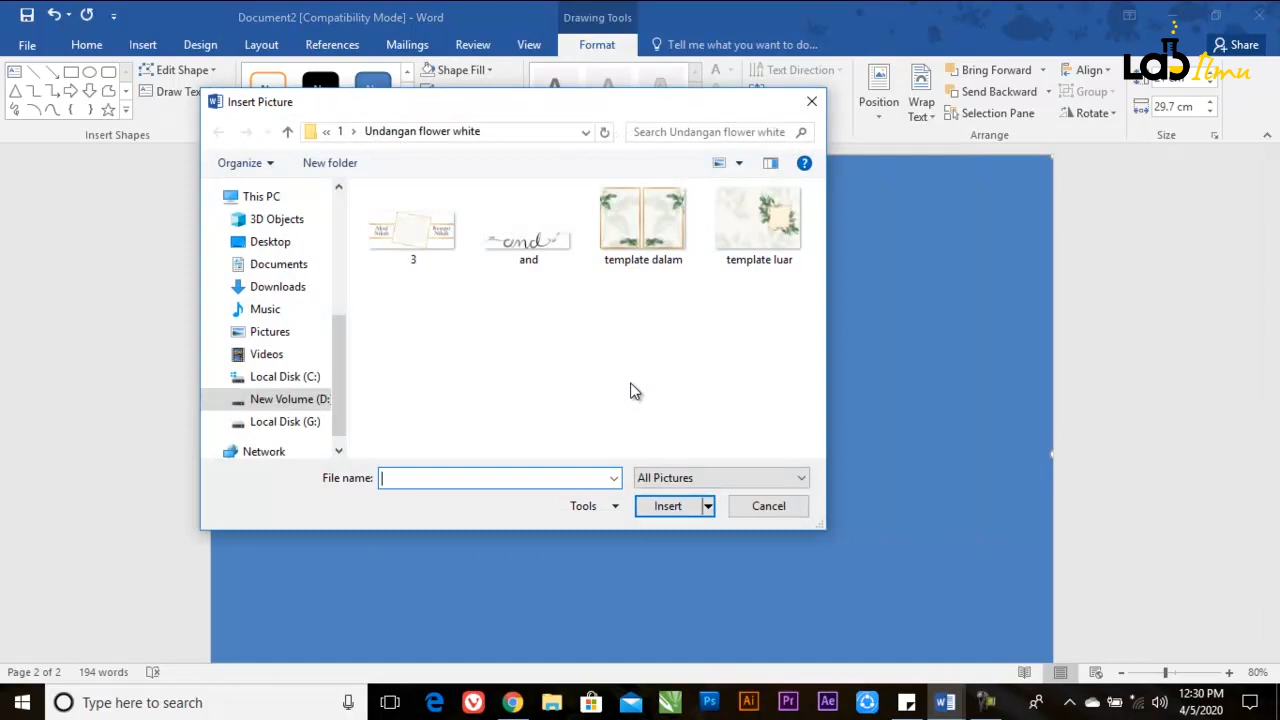 Document2 [Compatibility Mode] - Word
Drawing Tools
File
Home
Insert
Design
Layout
References
Mailings
Review
View
Format
Tell me what you want to do...
Share
Lab Ilmu
Edit Shape
Shape Fill
Text Direction
Position
Wrap
Text
Bring Forward
Send Backward
Selection Pane
Align
Group
Rotate
29.7 cm
Insert Shapes
Arrange
Size
Insert Picture
« 1 > Undangan flower white
Search Undangan flower white
Organize
New folder
This PC
3D Objects
Desktop
Documents
Downloads
Music
Pictures
Videos
Local Disk (C:)
New Volume (D:
Local Disk (G:)
Network
and
3
and
template dalam
template luar
File name:
All Pictures
Tools
Insert
Cancel
Page 2 of 2
194 words
80%
Type here to search
12:30 PM
4/5/2020